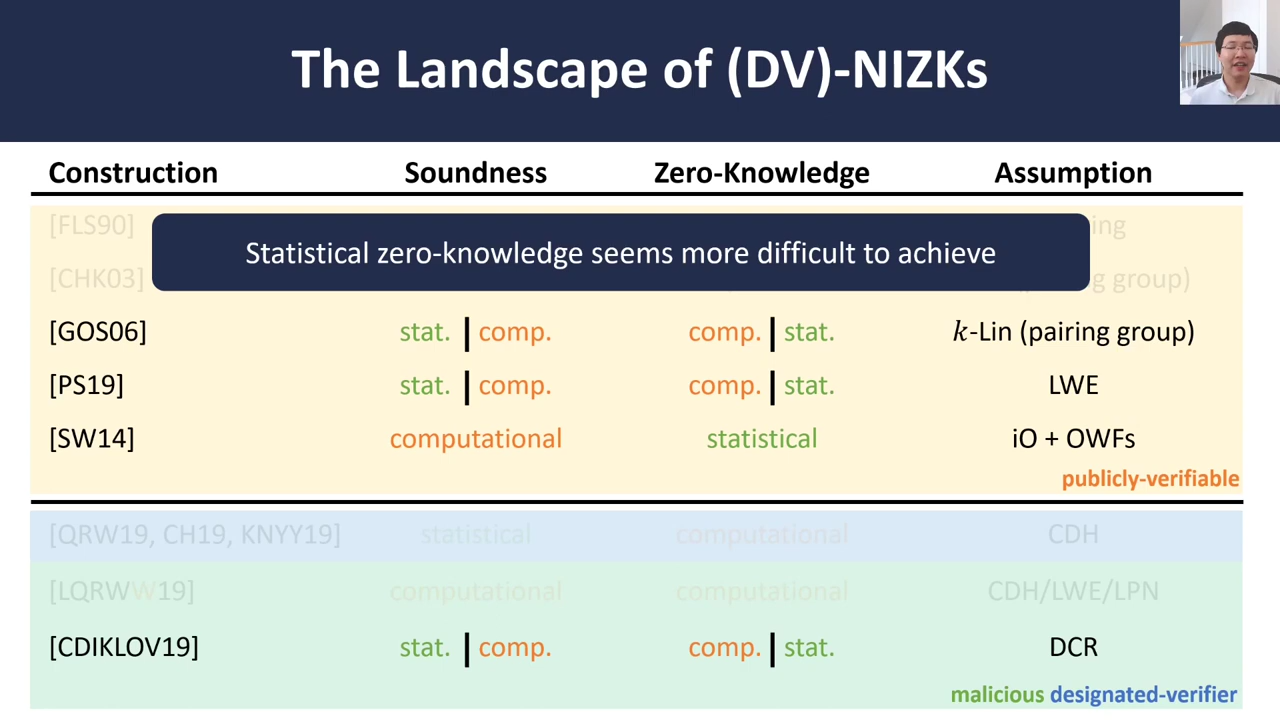 The Landscape of (DV)-NIZKs
Construction Soundness Zero-Knowledge Assumption
[FLS90] ing
Statistical zero-knowledge seems more difficult to achieve
[CHK03] g group)
[GOS06] stat. | comp. comp. | stat. k-Lin (pairing group)
[PS19] stat. | comp. comp. | stat. LWE
[SW14] computational statistical iO + OWFs
publicly-verifiable
[QRW19, CH19, KNYY19] statistical computational CDH
[LQRWW19] computational computational CDH/LWE/LPN
[CDIKLOV19] stat. | comp. comp. | stat. DCR
malicious designated-verifier